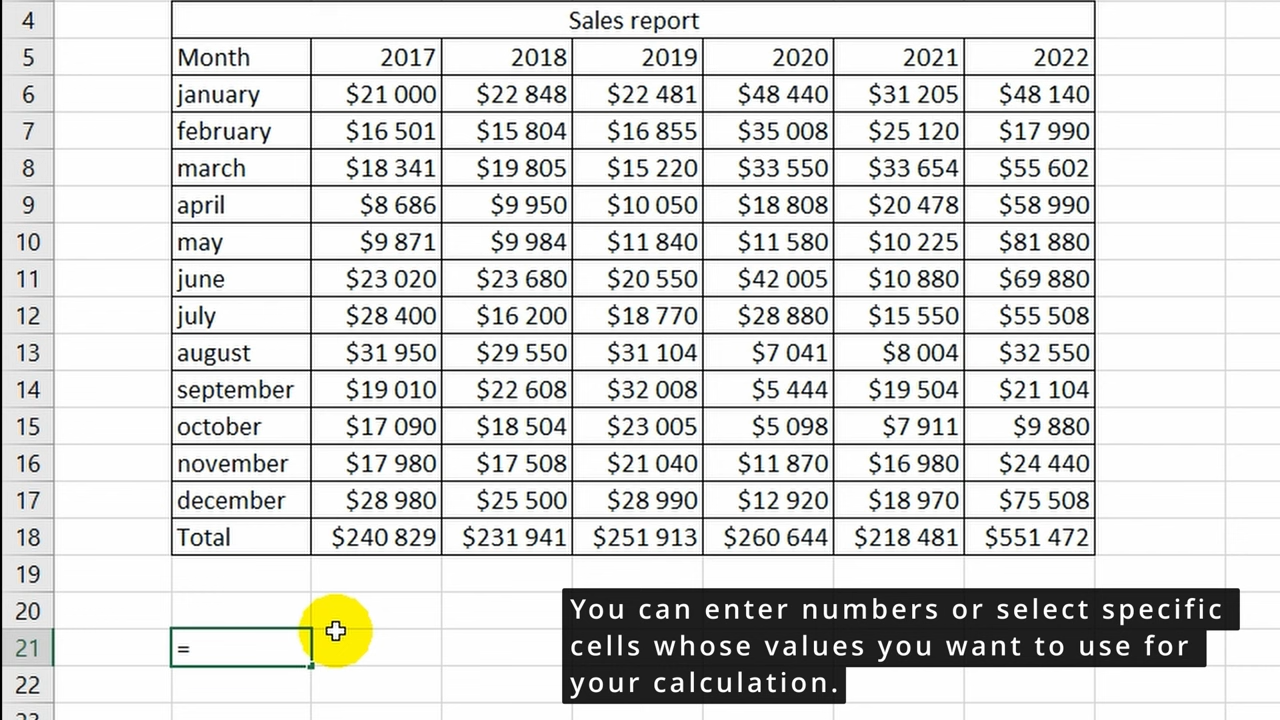 4 Sales report
5 Month 2017 2018 2019 2020 2021 2022
6 january $21 000 $22 848 $22 481 $48 440 $31 205 $48 140
7 february $16 501 $15 804 $16 855 $35 008 $25 120 $17 990
8 march $18 341 $19 805 $15 220 $33 550 $33 654 $55 602
9 april $8 686 $9 950 $10 050 $18 808 $20 478 $58 990
10 may $9 871 $9 984 $11 840 $11 580 $10 225 $81 880
11 june $23 020 $23 680 $20 550 $42 005 $10 880 $69 880
12 july $28 400 $16 200 $18 770 $28 880 $15 550 $55 508
13 august $31 950 $29 550 $31 104 $7 041 $8 004 $32 550
14 september $19 010 $22 608 $32 008 $5 444 $19 504 $21 104
15 october $17 090 $18 504 $23 005 $5 098 $7 911 $9 880
16 november $17 980 $17 508 $21 040 $11 870 $16 980 $24 440
17 december $28 980 $25 500 $28 990 $12 920 $18 970 $75 508
18 Total $240 829 $231 941 $251 913 $260 644 $218 481 $551 472
19
20
21 =
22
You can enter numbers or select specific
cells whose values you want to use for
your calculation.